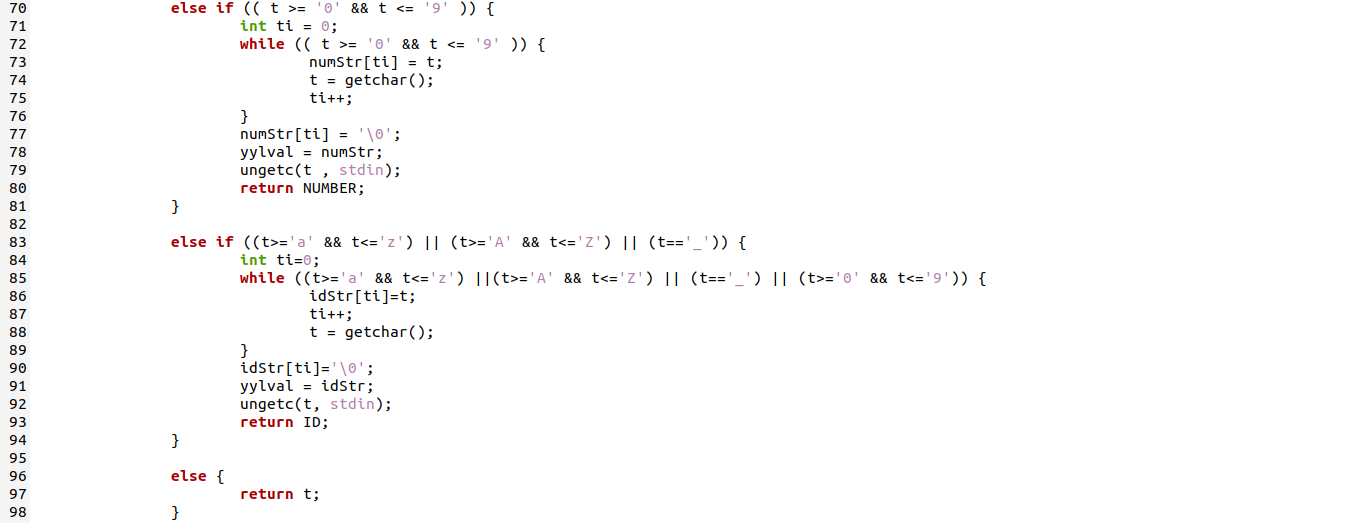 70 else if (( t >= '0' && t <= '9' )) {
71 int ti = 0;
72 while (( t >= '0' && t <= '9' )) {
73 numStr[ti] = t;
74 t = getchar();
75 ti++;
76 }
77 numStr[ti] = '\0';
78 yylval = numStr;
79 ungetc(t , stdin);
80 return NUMBER;
81 }
82
83 else if ((t>='a' && t<='z') || (t>='A' && t<='Z') || (t=='_')) {
84 int ti=0;
85 while ((t>='a' && t<='z') ||(t>='A' && t<='Z') || (t=='_') || (t>='0' && t<='9')) {
86 idStr[ti]=t;
87 ti++;
88 t = getchar();
89 }
90 idStr[ti]='\0';
91 yylval = idStr;
92 ungetc(t, stdin);
93 return ID;
94 }
95
96 else {
97 return t;
98 }